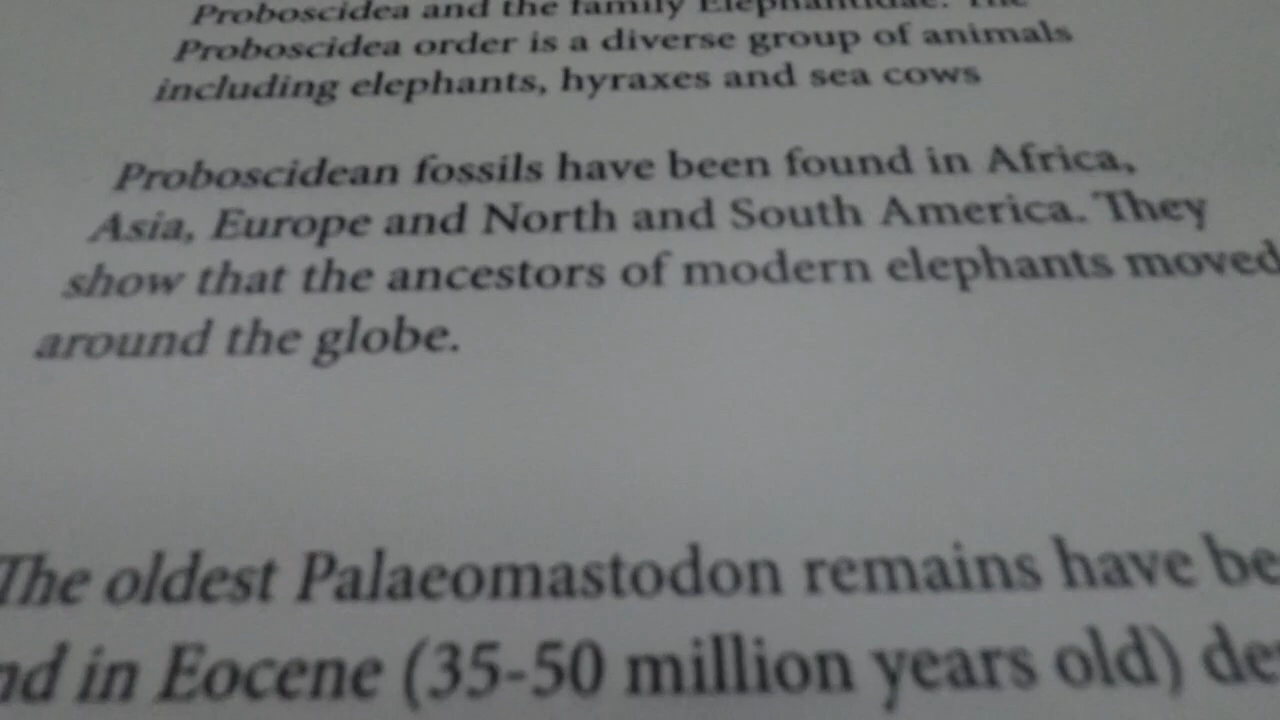 Proboscidea and the family Elephantidae. The
Proboscidea order is a diverse group of animals
including elephants, hyraxes and sea cows
Proboscidean fossils have been found in Africa,
Asia, Europe and North and South America. They
show that the ancestors of modern elephants moved
around the globe.
The oldest Palaeomastodon remains have be
nd in Eocene (35-50 million years old) de